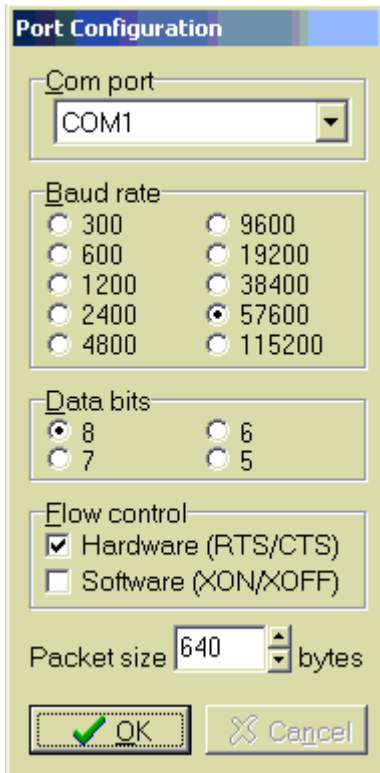 Port Configuration
Com port
COM1
Baud rate
300 9600
600 19200
1200 38400
2400 57600
4800 115200
Data bits
8 6
7 5
Flow control
Hardware (RTS/CTS)
Software (XON/XOFF)
Packet size 640 bytes
OK Cancel